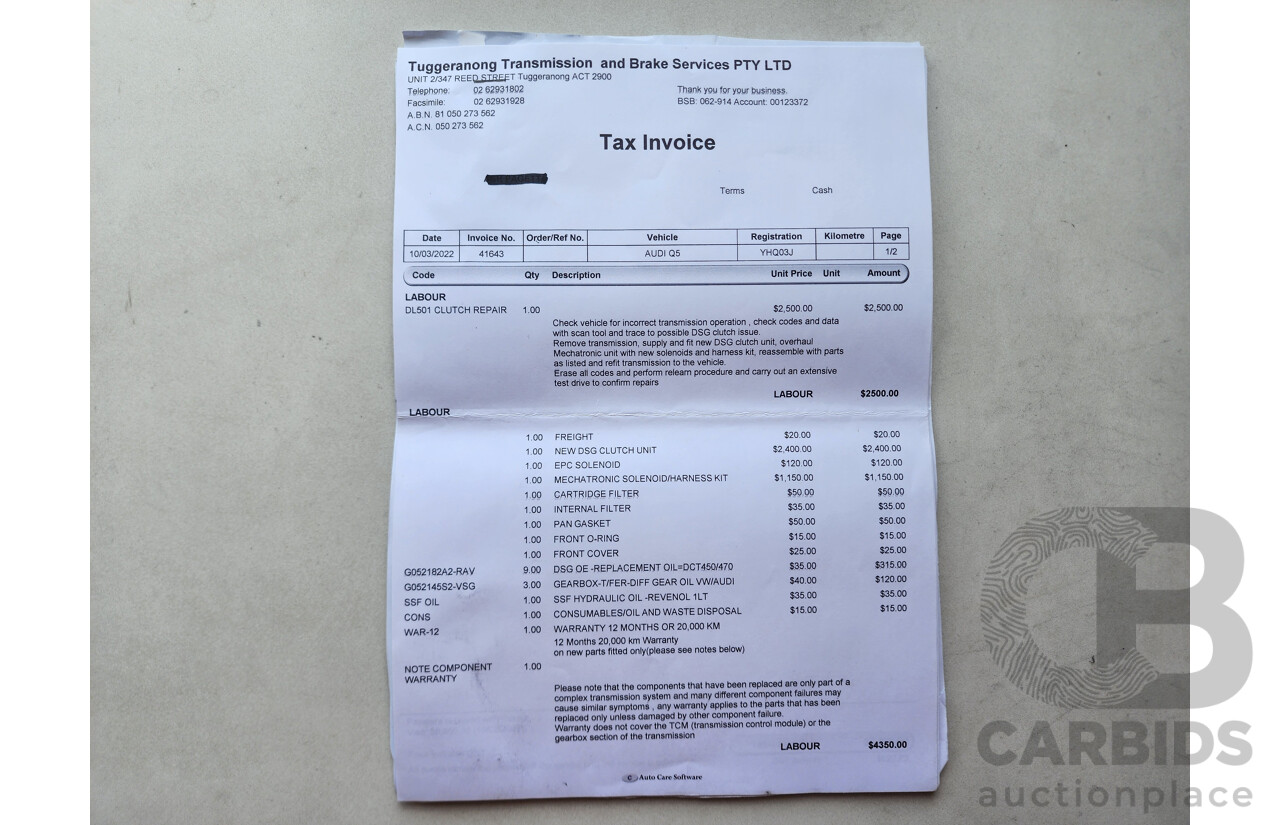 Tuggeranong Transmission and Brake Services PTY LTD
UNIT 2/347 REED STREET Tuggeranong ACT 2900
Telephone: 02 62931802 Thank you for your business.
Facsimile: 02 62931928 BSB: 062-914 Account: 00123372
A.B.N. 81 050 273 562
A.C.N. 050 273 562
Tax Invoice
Terms Cash
Date Invoice No. Order/Ref No. Vehicle Registration Kilometre Page
10/03/2022 41643 AUDI Q5 YHQ03J 1/2
Code Qty Description Unit Price Unit Amount
LABOUR
DL501 CLUTCH REPAIR 1.00 $2,500.00 $2,500.00
Check vehicle for incorrect transmission operation , check codes and data
with scan tool and trace to possible DSG clutch issue.
Remove transmission, supply and fit new DSG clutch unit, overhaul
Mechatronic unit with new solenoids and harness kit, reassemble with parts
as listed and refit transmission to the vehicle.
Erase all codes and perform relearn procedure and carry out an extensive
test drive to confirm repairs
LABOUR $2500.00
LABOUR
1.00 FREIGHT $20.00 $20.00
1.00 NEW DSG CLUTCH UNIT $2,400.00 $2,400.00
1.00 EPC SOLENOID $120.00 $120.00
1.00 MECHATRONIC SOLENOID/HARNESS KIT $1,150.00 $1,150.00
1.00 CARTRIDGE FILTER $50.00 $50.00
1.00 INTERNAL FILTER $35.00 $35.00
1.00 PAN GASKET $50.00 $50.00
1.00 FRONT O-RING $15.00 $15.00
1.00 FRONT COVER $25.00 $25.00
G052182A2-RAV 9.00 DSG OE -REPLACEMENT OIL=DCT450/470 $35.00 $315.00
G052145S2-VSG 3.00 GEARBOX-T/FER-DIFF GEAR OIL VW/AUDI $40.00 $120.00
SSF OIL 1.00 SSF HYDRAULIC OIL -REVENOL 1LT $35.00 $35.00
CONS 1.00 CONSUMABLES/OIL AND WASTE DISPOSAL $15.00 $15.00
WAR-12 1.00 WARRANTY 12 MONTHS OR 20,000 KM
12 Months 20,000 km Warranty
on new parts fitted only(please see notes below)
NOTE COMPONENT 1.00
WARRANTY
Please note that the components that have been replaced are only part of a
complex transmission system and many different component failures may
cause similar symptoms , any warranty applies to the parts that has been
replaced only unless damaged by other component failure.
Warranty does not cover the TCM (transmission control module) or the
gearbox section of the transmission
LABOUR $4350.00
C Auto Care Software
CARBIDS
auctionplace